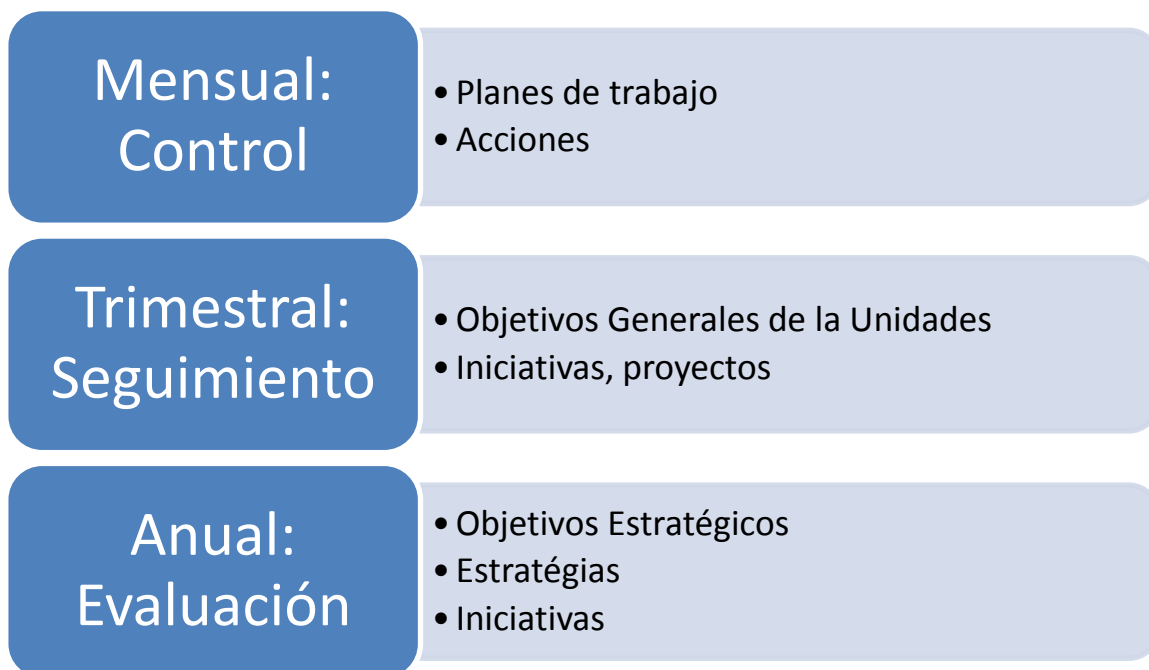 Mensual:
Control
• Planes de trabajo
• Acciones
Trimestral:
Seguimiento
• Objetivos Generales de la Unidades
• Iniciativas, proyectos
Anual:
Evaluación
• Objetivos Estratégicos
• Estratégias
• Iniciativas